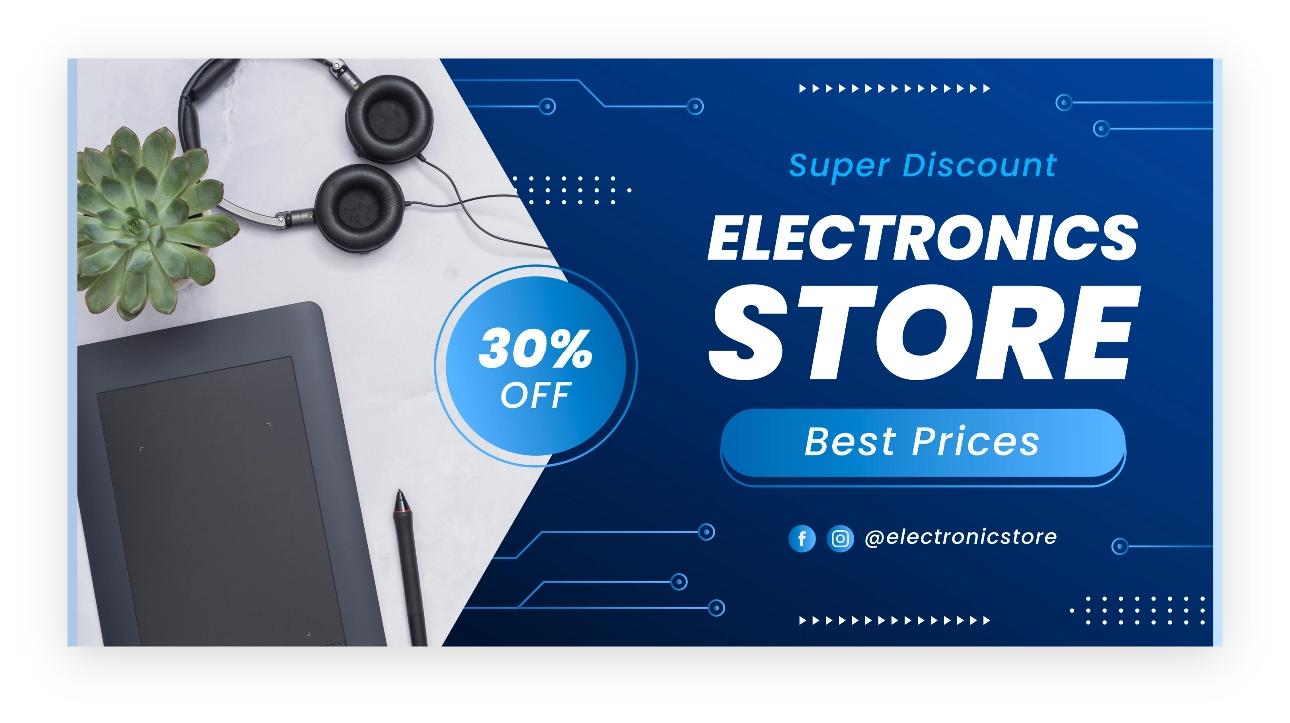 Super Discount
ELECTRONICS
STORE
30%
OFF
Best Prices
@electronicstore